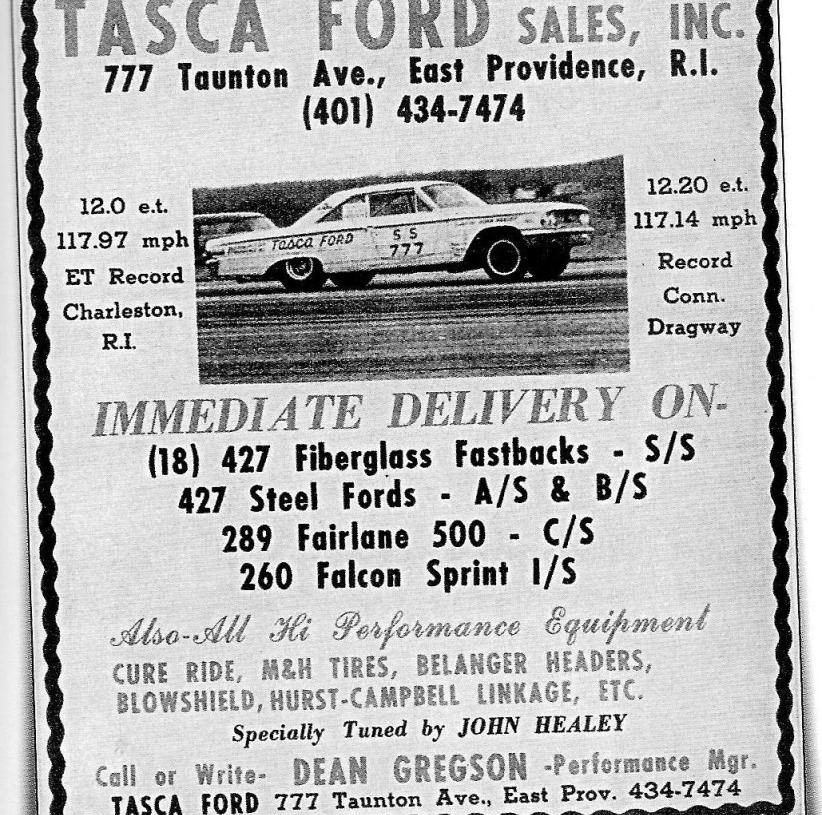 TASCA FORD SALES, INC.
777 Taunton Ave., East Providence, R.I.
(401) 434-7474
12.0 e.t.
117.97 mph
ET Record
Charleston,
R.I.
TASCA FORD
S S
777
12.20 e.t.
117.14 mph
Record
Conn.
Dragway
IMMEDIATE DELIVERY ON-
(18) 427 Fiberglass Fastbacks - S/S
427 Steel Fords - A/S & B/S
289 Fairlane 500 - C/S
260 Falcon Sprint I/S
Also-All Hi Performance Equipment
CURE RIDE, M&H TIRES, BELANGER HEADERS,
BLOWSHIELD, HURST-CAMPBELL LINKAGE, ETC.
Specially Tuned by JOHN HEALEY
Call or Write- DEAN GREGSON -Performance Mgr.
TASCA FORD 777 Taunton Ave., East Prov. 434-7474